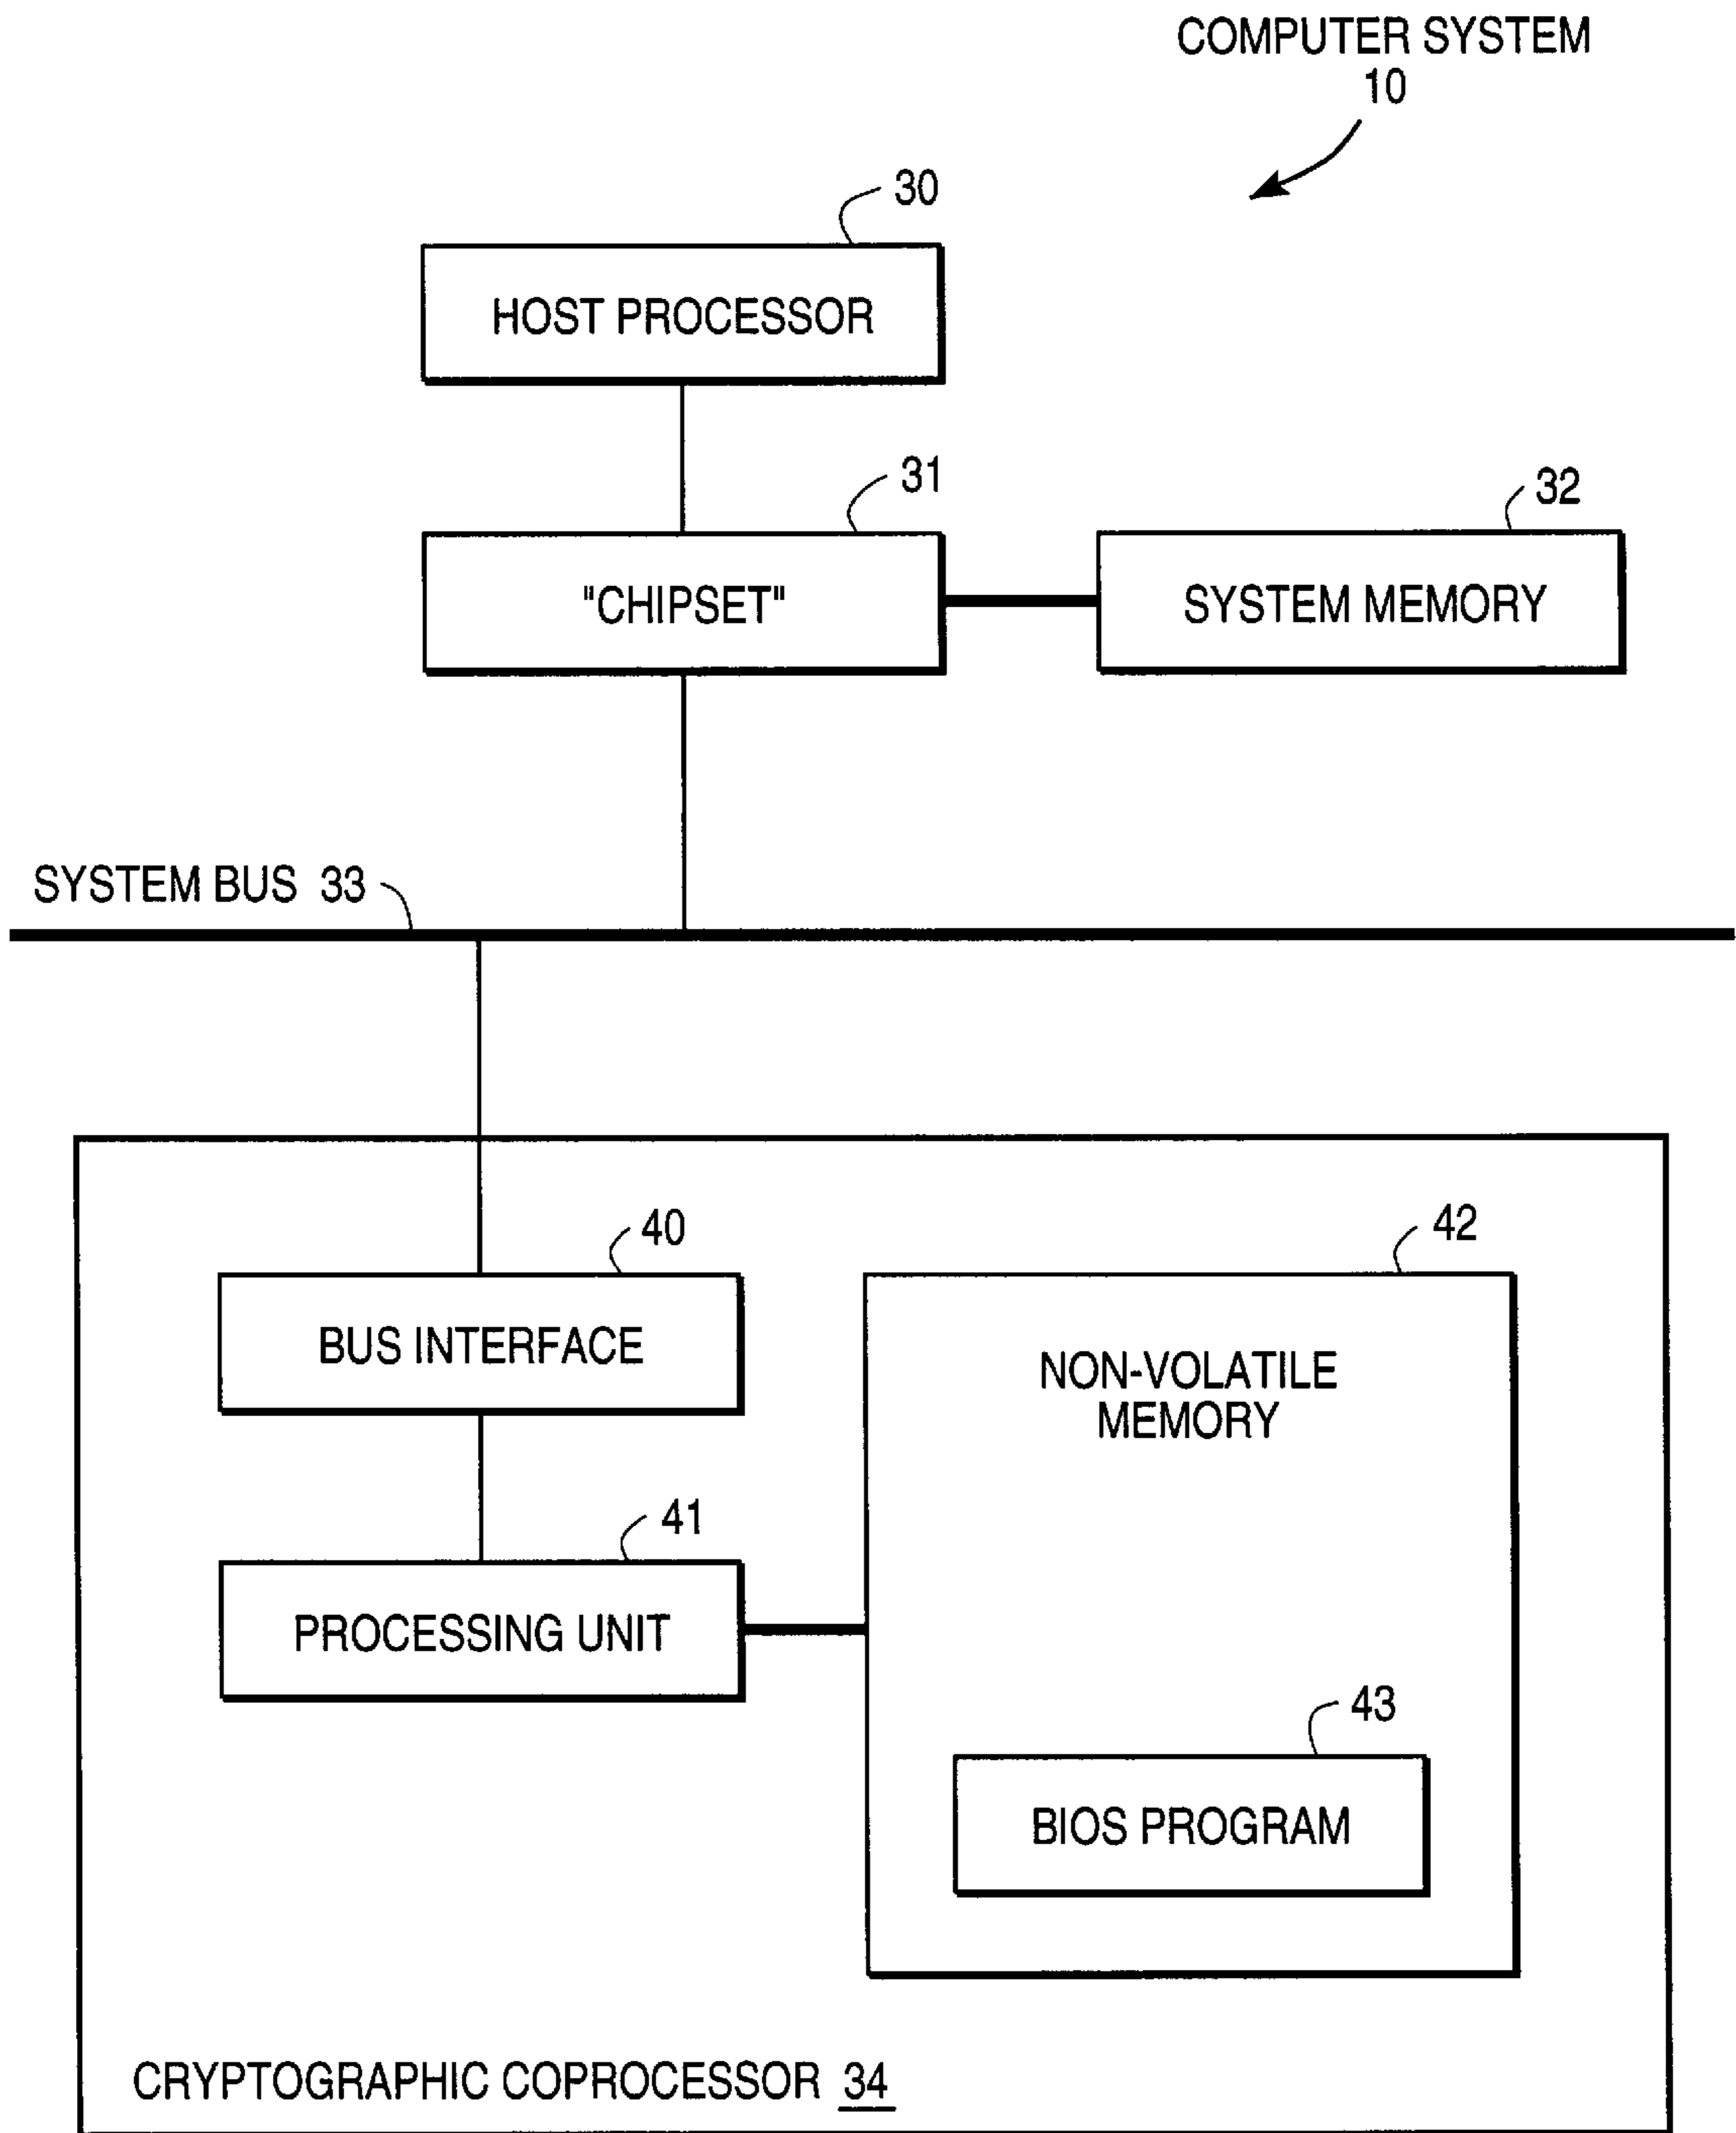 COMPUTER SYSTEM
10
30
HOST PROCESSOR
31
32
"CHIPSET"
SYSTEM MEMORY
SYSTEM BUS 33
40
42
BUS INTERFACE
NON-VOLATILE
MEMORY
41
PROCESSING UNIT
43
BIOS PROGRAM
CRYPTOGRAPHIC COPROCESSOR 34